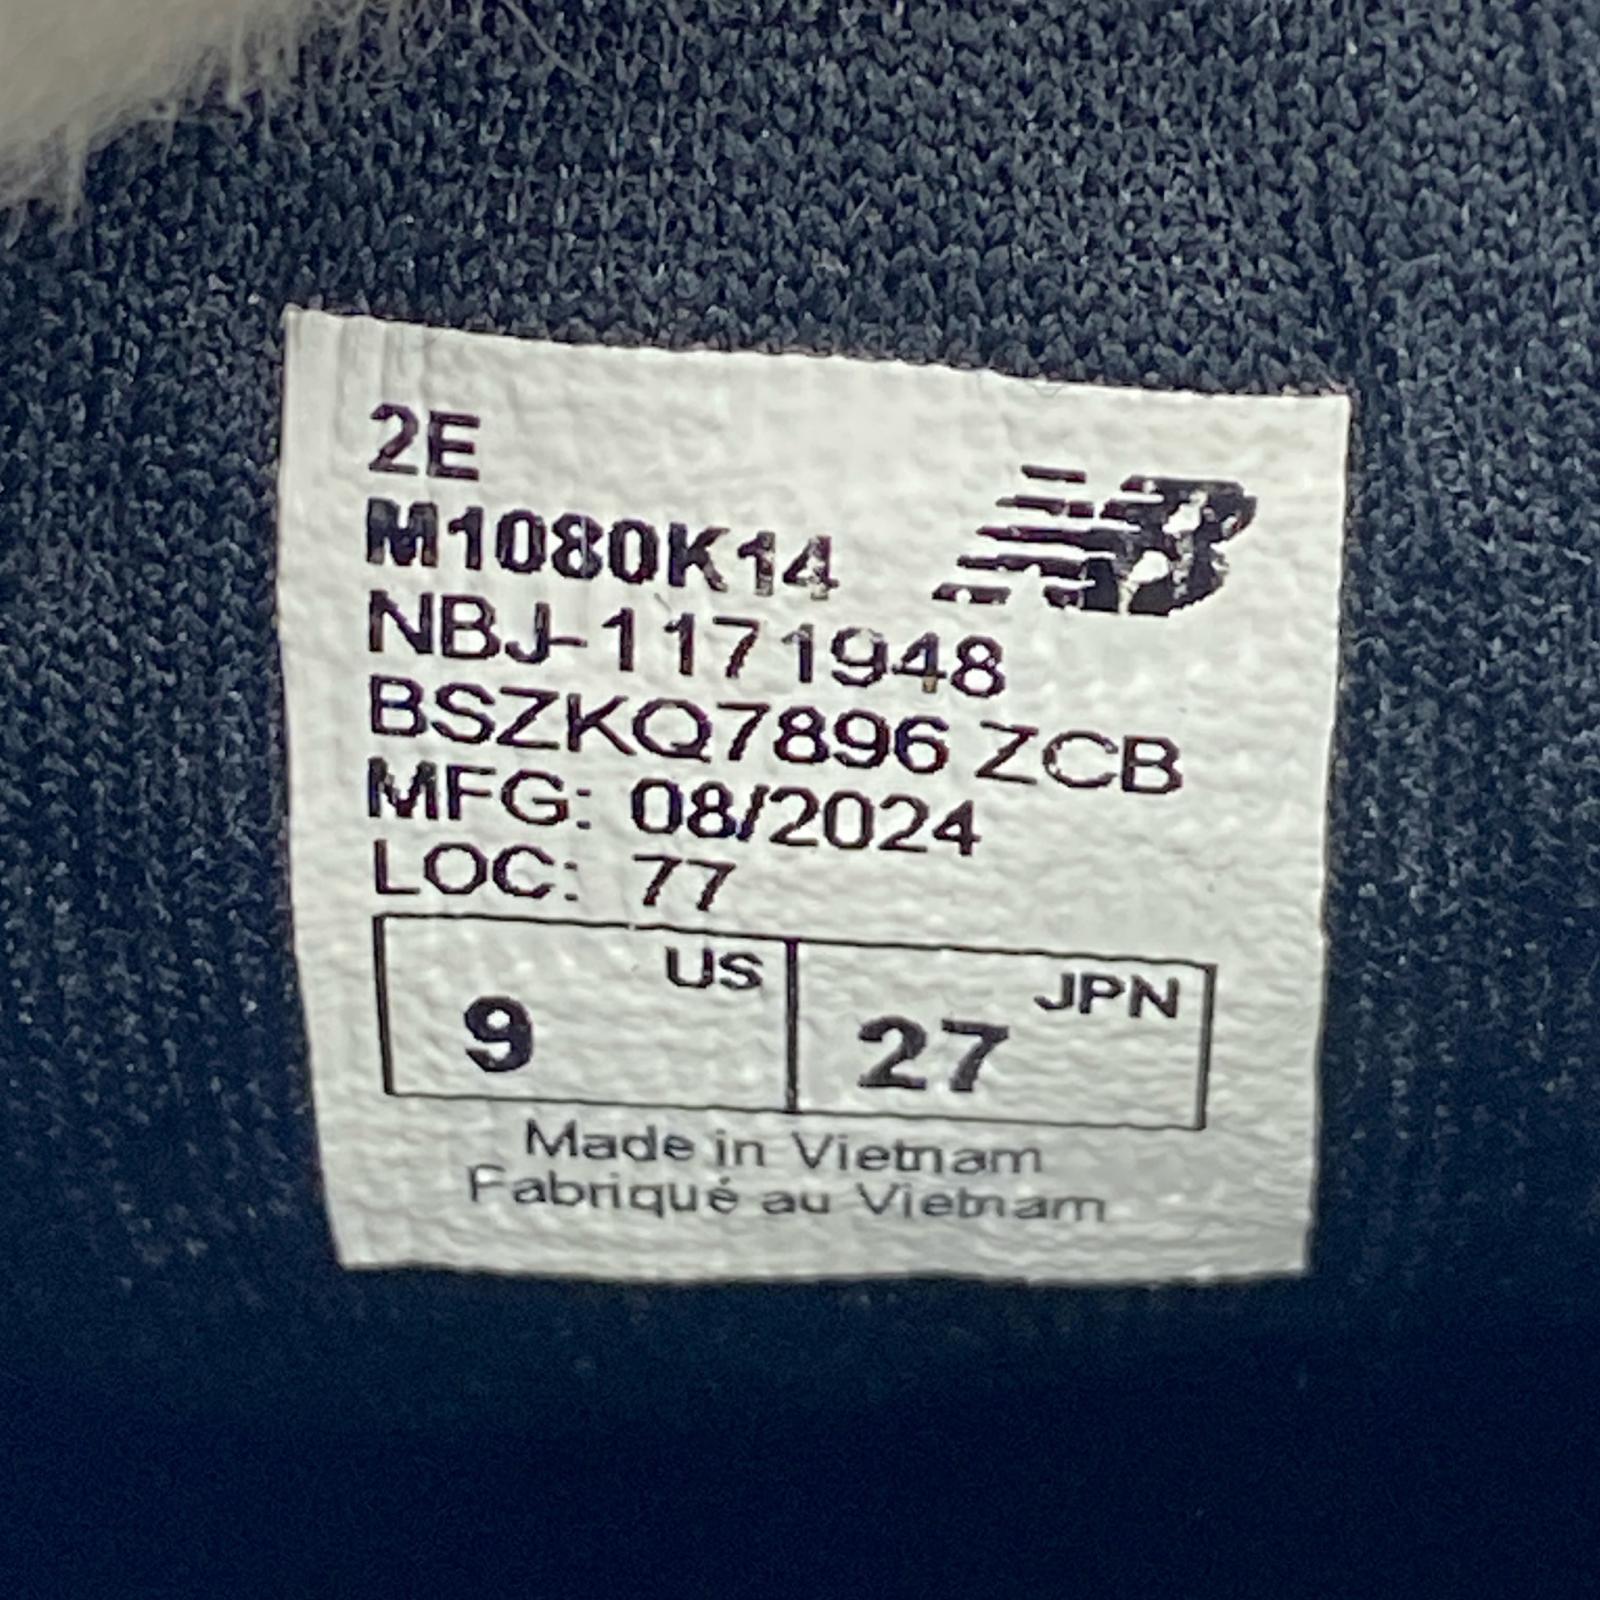 2E
M1080K14
NB
NBJ-1171948
BSZKQ7896 ZCB
MFG: 08/2024
LOC: 77
US
9
JPN
27
Made in Vietnam
Fabriqué au Vietnam